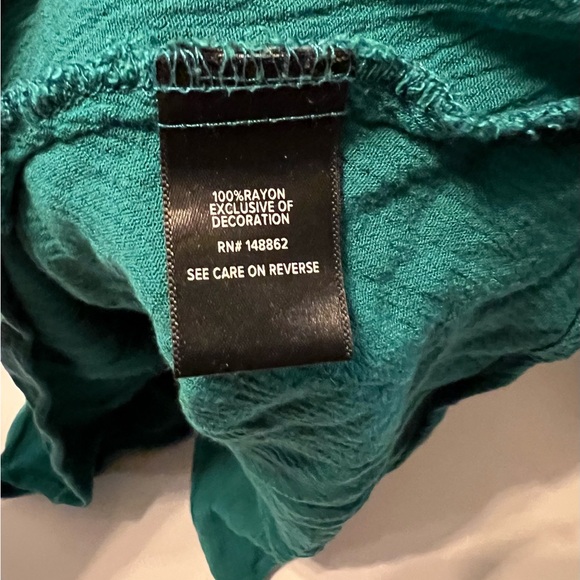 100%RAYON
EXCLUSIVE OF
DECORATION
RN# 148862
SEE CARE ON REVERSE